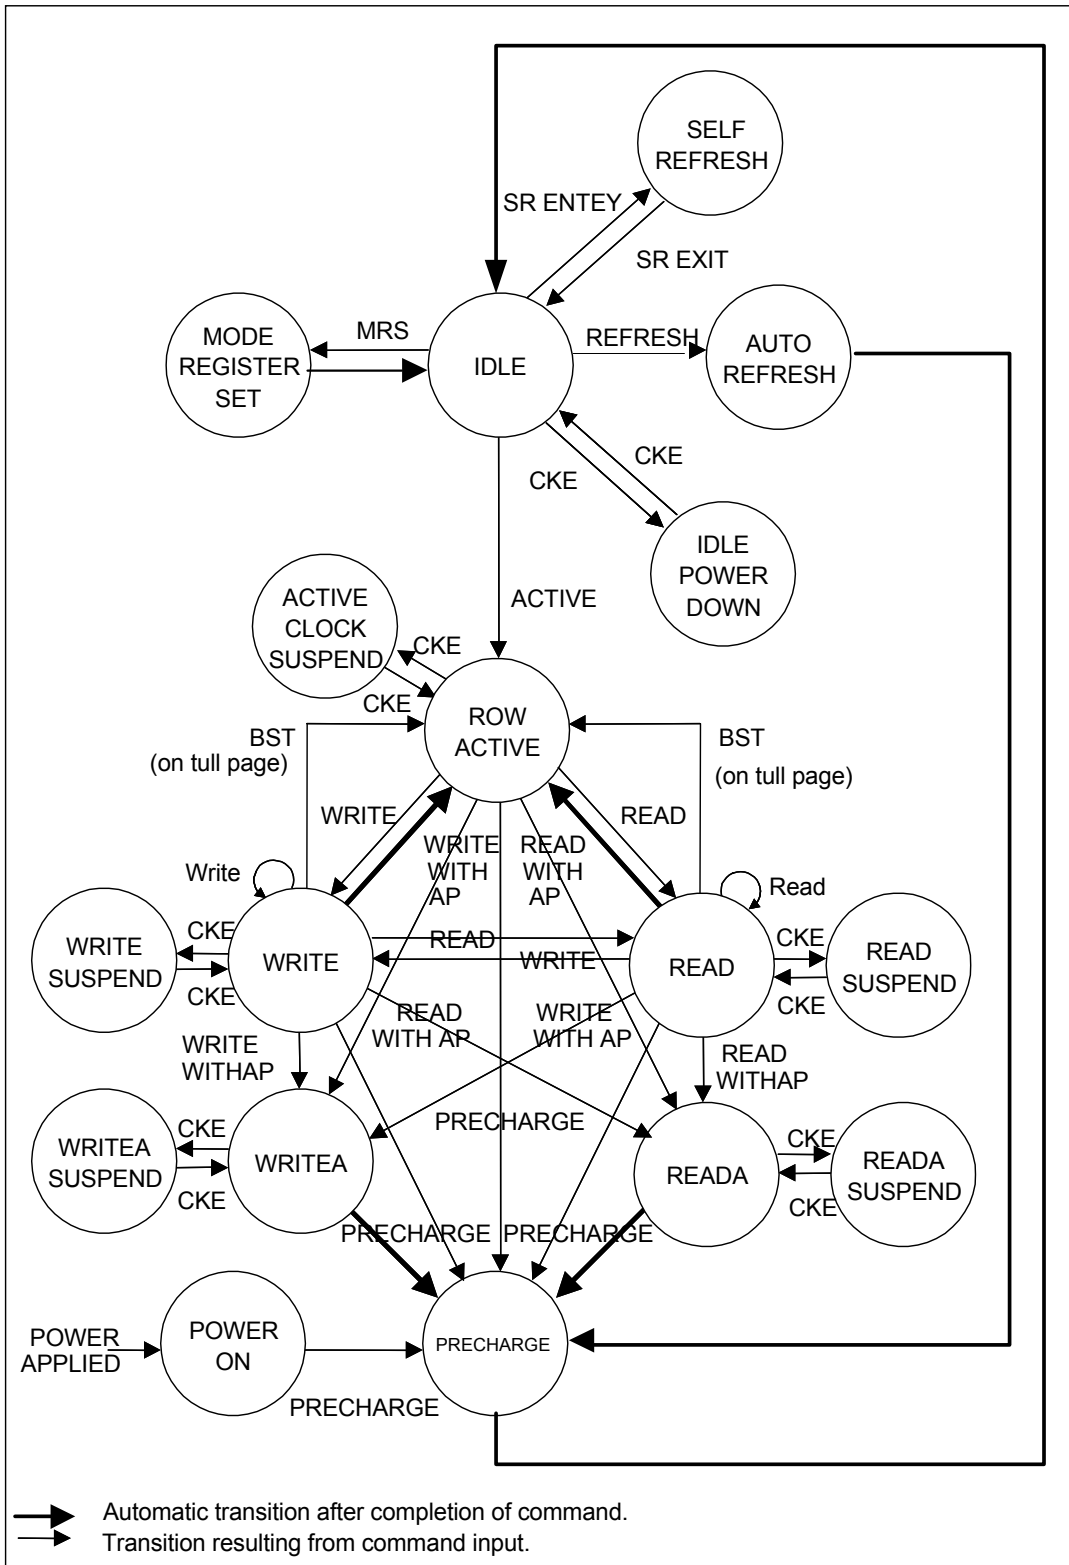 SELF
REFRESH
SR ENTEY
SR EXIT
MODE
REGISTER
SET
MRS
IDLE
REFRESH
AUTO
REFRESH
CKE
CKE
IDLE
POWER
DOWN
ACTIVE
CLOCK
SUSPEND
ACTIVE
CKE
CKE
ROW
ACTIVE
BST
(on tull page)
BST
(on tull page)
WRITE
READ
WRITE
WITH
AP
READ
WITH
AP
Write
Read
WRITE
SUSPEND
CKE
CKE
WRITE
READ
WRITE
READ
CKE
CKE
READ
SUSPEND
READ
WITH AP
WRITE
WITH AP
WRITE
WITHAP
READ
WITHAP
PRECHARGE
WRITEA
SUSPEND
CKE
CKE
WRITEA
READA
CKE
CKE
READA
SUSPEND
PRECHARGE
PRECHARGE
POWER
APPLIED
POWER
ON
PRECHARGE
PRECHARGE
Automatic transition after completion of command.
Transition resulting from command input.